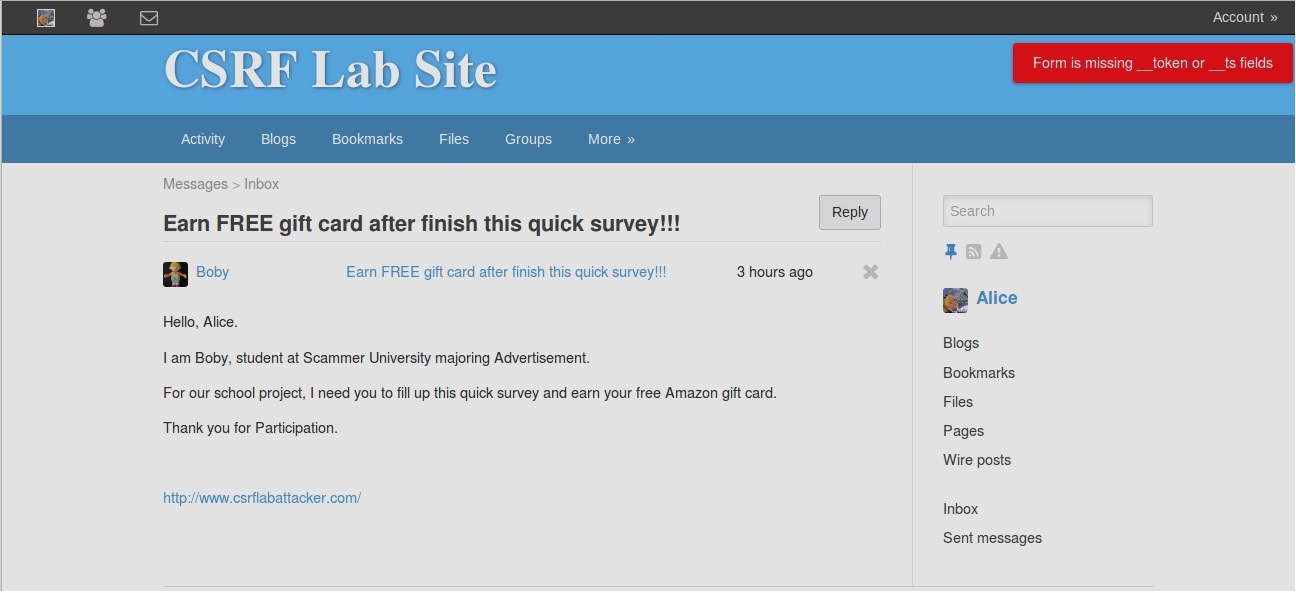 Account »
CSRF Lab Site
Form is missing __token or __ts fields
Activity Blogs Bookmarks Files Groups More »
Messages > Inbox
Earn FREE gift card after finish this quick survey!!!
Reply
Boby Earn FREE gift card after finish this quick survey!!! 3 hours ago
Hello, Alice.
I am Boby, student at Scammer University majoring Advertisement.
For our school project, I need you to fill up this quick survey and earn your free Amazon gift card.
Thank you for Participation.
http://www.csrflabattacker.com/
Search
Alice
Blogs
Bookmarks
Files
Pages
Wire posts
Inbox
Sent messages